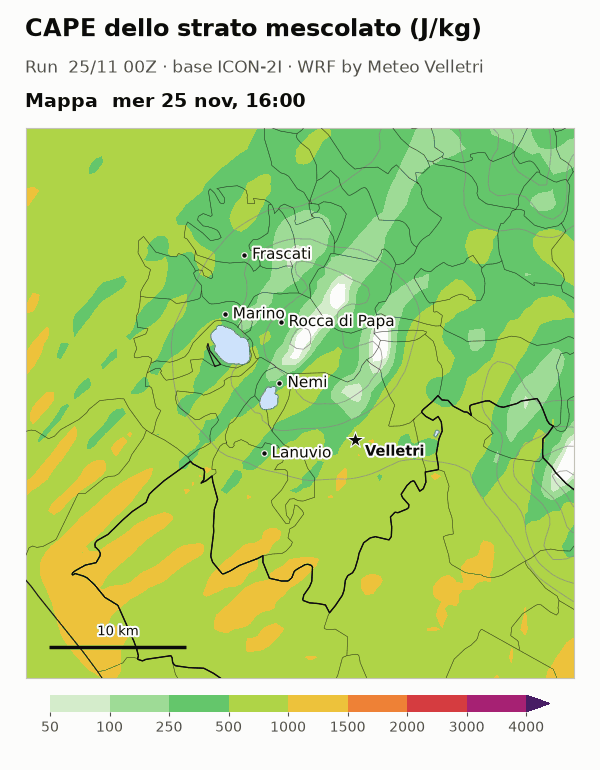 CAPE dello strato mescolato (J/kg)
Run  25/11 00Z · base ICON-2I · WRF by Meteo Velletri
Mappa  mer 25 nov, 16:00
Frascati
Marino
Rocca di Papa
Nemi
Velletri
Lanuvio
10 km
50 100 250 500 1000 1500 2000 3000 4000